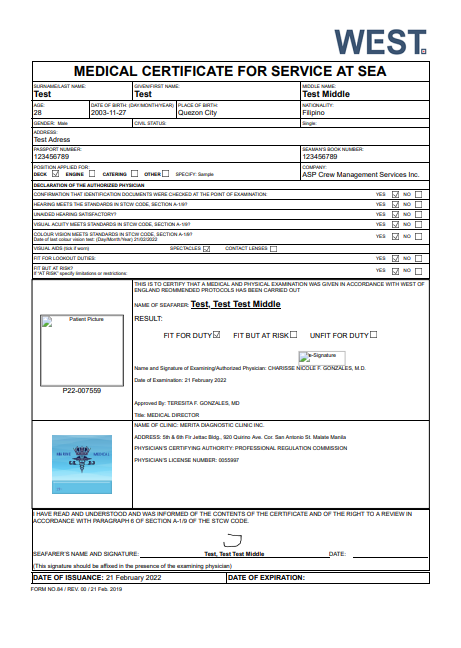 WEST.
MEDICAL CERTIFICATE FOR SERVICE AT SEA
SURNAME/LAST NAME: GIVEN/FIRST NAME: MIDDLE NAME:
Test Test Test Middle
AGE: DATE OF BIRTH: (DAY/MONTH/YEAR) PLACE OF BIRTH: NATIONALITY:
28 2003-11-27 Quezon City Filipino
GENDER: Male CIVIL STATUS: Single:
ADDRESS:
Test Adress
PASSPORT NUMBER: SEAMAN'S BOOK NUMBER:
123456789 123456789
POSITION APPLIED FOR: COMPANY:
DECK ENGINE CATERING OTHER SPECIFY: Sample ASP Crew Management Services Inc.
DECLARATION OF THE AUTHORIZED PHYSICIAN
CONFIRMATION THAT IDENTIFICATION DOCUMENTS WERE CHECKED AT THE POINT OF EXAMINATION: YES NO
HEARING MEETS THE STANDARDS IN STCW CODE, SECTION A-1/9? YES NO
UNAIDED HEARING SATISFACTORY? YES NO
VISUAL ACUITY MEETS STANDARDS IN STCW CODE, SECTION A-1/9? YES NO
COLOUR VISION MEETS STANDARDS IN STCW CODE, SECTION A-1/9? YES NO
Date of last colour vision test: (Day/Month/Year) 21/02/2022
VISUAL AIDS (tick if worn) SPECTACLES CONTACT LENSES
FIT FOR LOOKOUT DUTIES: YES NO
FIT BUT AT RISK? YES NO
If "AT RISK" specify limitations or restrictions:
THIS IS TO CERTIFY THAT A MEDICAL AND PHYSICAL EXAMINATION WAS GIVEN IN ACCORDANCE WITH WEST OF
ENGLAND REOMMENDED PROTOCOLS HAS BEEN CARRIED OUT
NAME OF SEAFARER: Test, Test Test Middle
RESULT:
Patient Picture
FIT FOR DUTY FIT BUT AT RISK UNFIT FOR DUTY
e-Signature
Name and Signature of Examining/Authorized Physician: CHARISSE NICOLE F. GONZALES, M.D.
Date of Examination: 21 February 2022
P22-007559
Approved By: TERESITA F. GONZALES, MD
Title: MEDICAL DIRECTOR
NAME OF CLINIC: MERITA DIAGNOSTIC CLINIC INC.
ADDRESS: 5th & 6th Flr Jettac Bldg., 920 Quirino Ave. Cor. San Antonio St. Malate Manila
PHYSICIAN'S CERTIFYING AUTHORITY: PROFESSIONAL REGULATION COMMISSION
PHYSICIAN'S LICENSE NUMBER: 0055997
I HAVE READ AND UNDERSTOOD AND WAS INFORMED OF THE CONTENTS OF THE CERTIFICATE AND OF THE RIGHT TO A REVIEW IN
ACCORDANCE WITH PARAGRAPH 6 OF SECTION A-1/9 OF THE STCW CODE.
SEAFARER'S NAME AND SIGNATURE: Test, Test Test Middle DATE:
(This signature should be affixed in the presence of the examining physician)
DATE OF ISSUANCE: 21 February 2022 DATE OF EXPIRATION:
FORM NO.84 / REV. 00 / 21 Feb. 2019